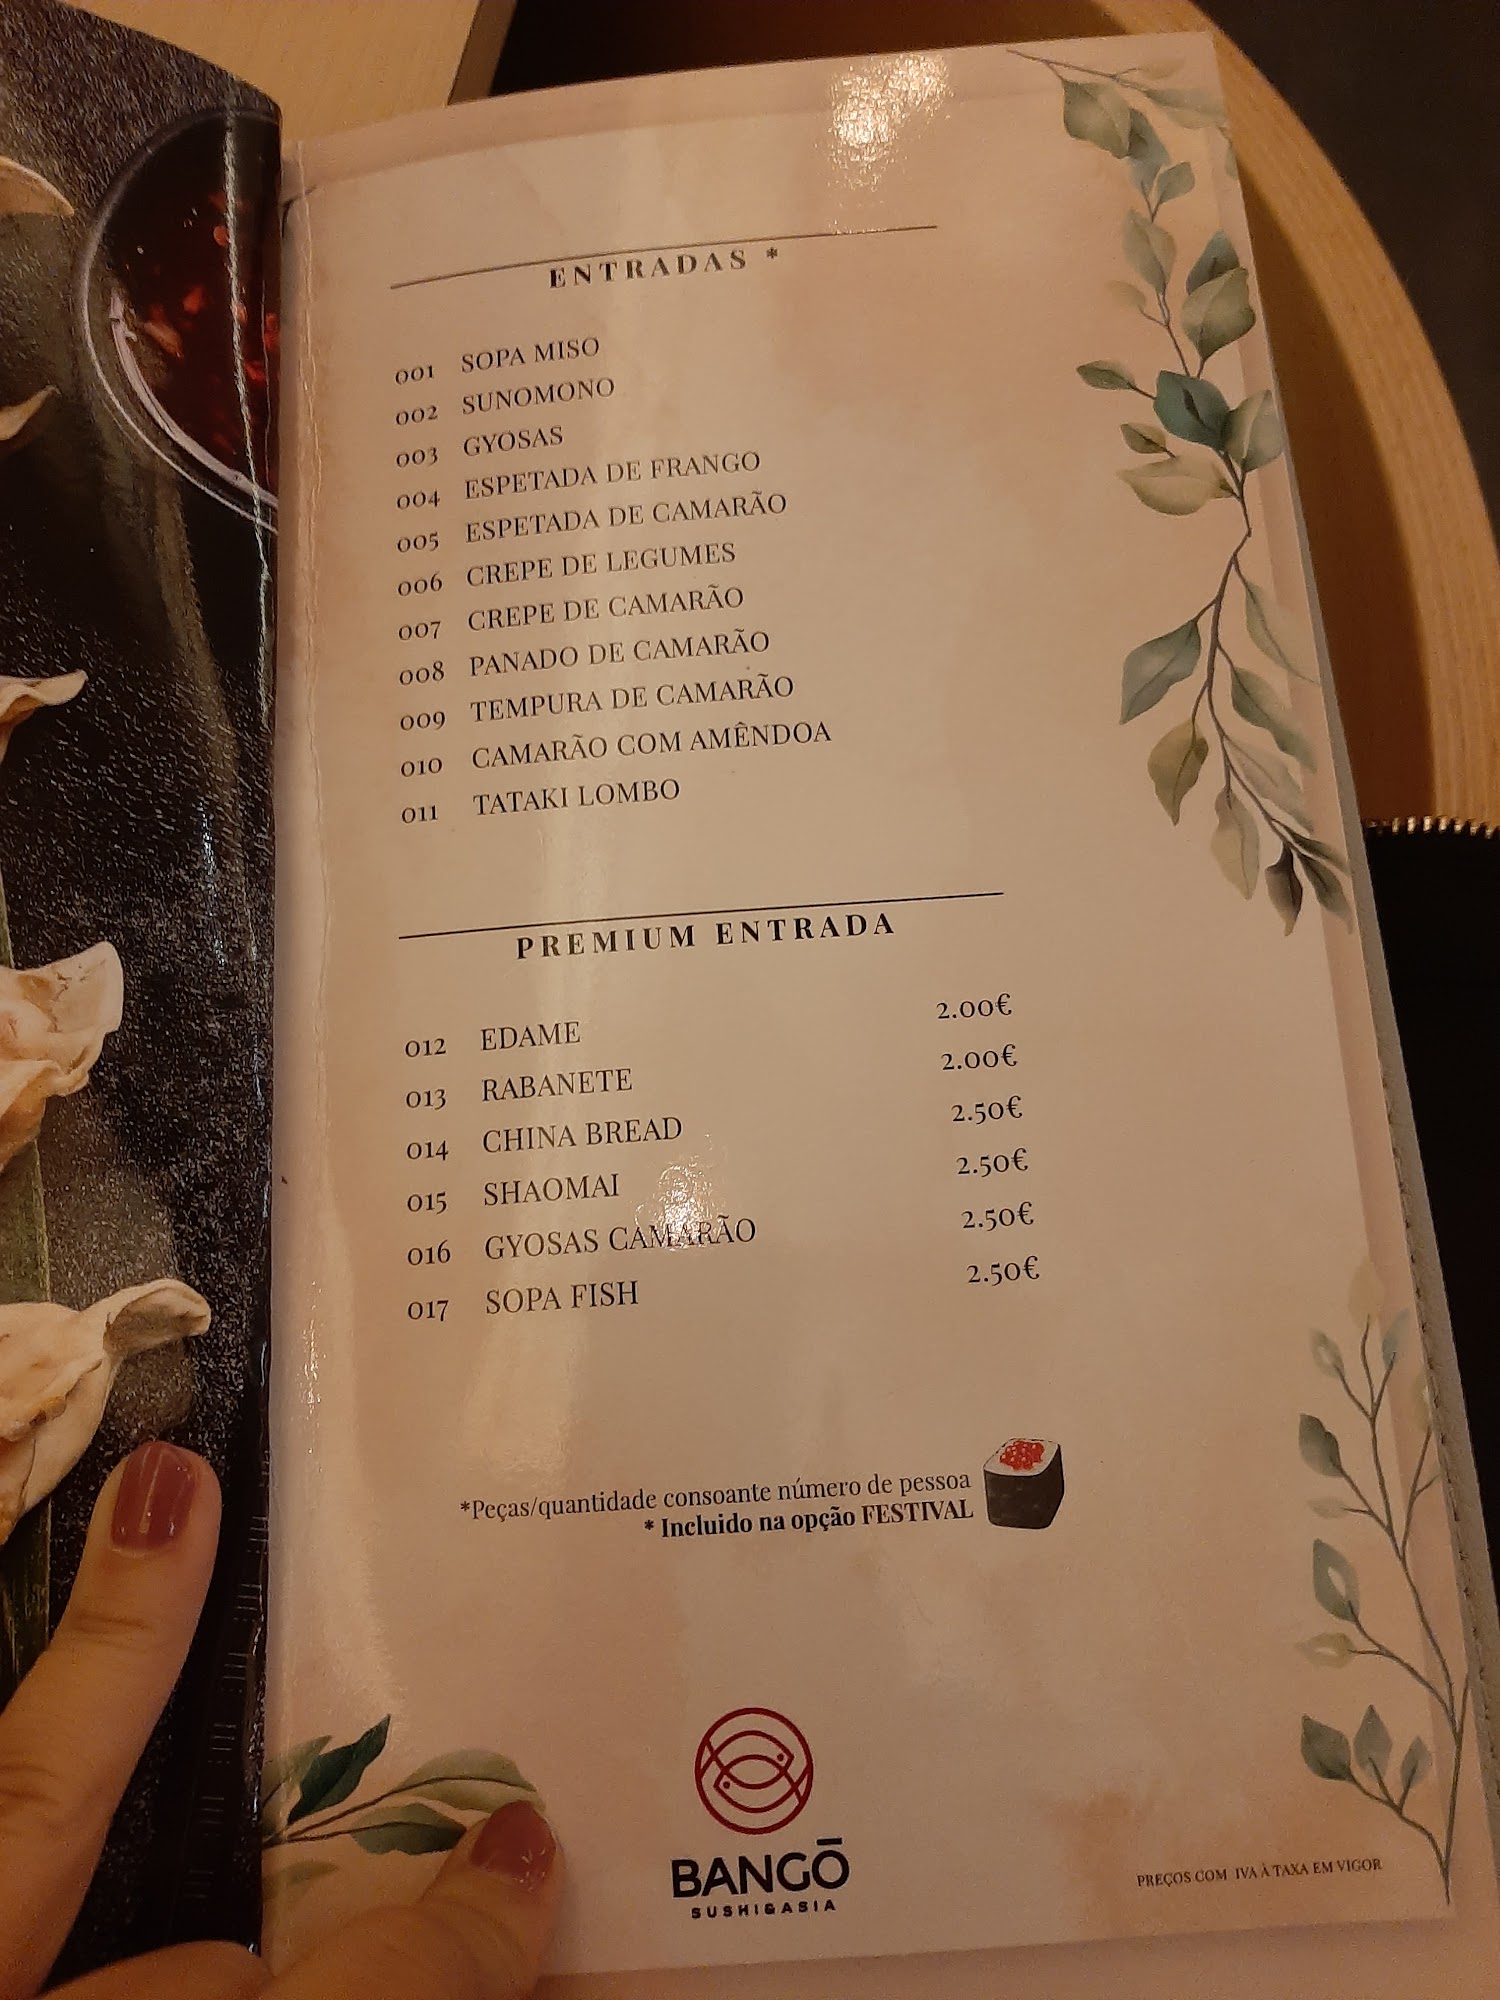 ENTRADAS *
001 SOPA MISO
002 SUNOMONO
003 GYOSAS
004 ESPETADA DE FRANGO
005 ESPETADA DE CAMARÃO
006 CREPE DE LEGUMES
007 CREPE DE CAMARÃO
008 PANADO DE CAMARÃO
009 TEMPURA DE CAMARÃO
010 CAMARÃO COM AMÊNDOA
011 TATAKI LOMBO
PREMIUM ENTRADA
012 EDAME 2.00€
013 RABANETE 2.00€
014 CHINA BREAD 2.50€
015 SHAOMAI 2.50€
016 GYOSAS CAMARÃO 2.50€
017 SOPA FISH 2.50€
*Peças/quantidade consoante número de pessoa
* Incluido na opção FESTIVAL
BANGŌ
SUSHI&ASIA
PREÇOS COM IVA À TAXA EM VIGOR